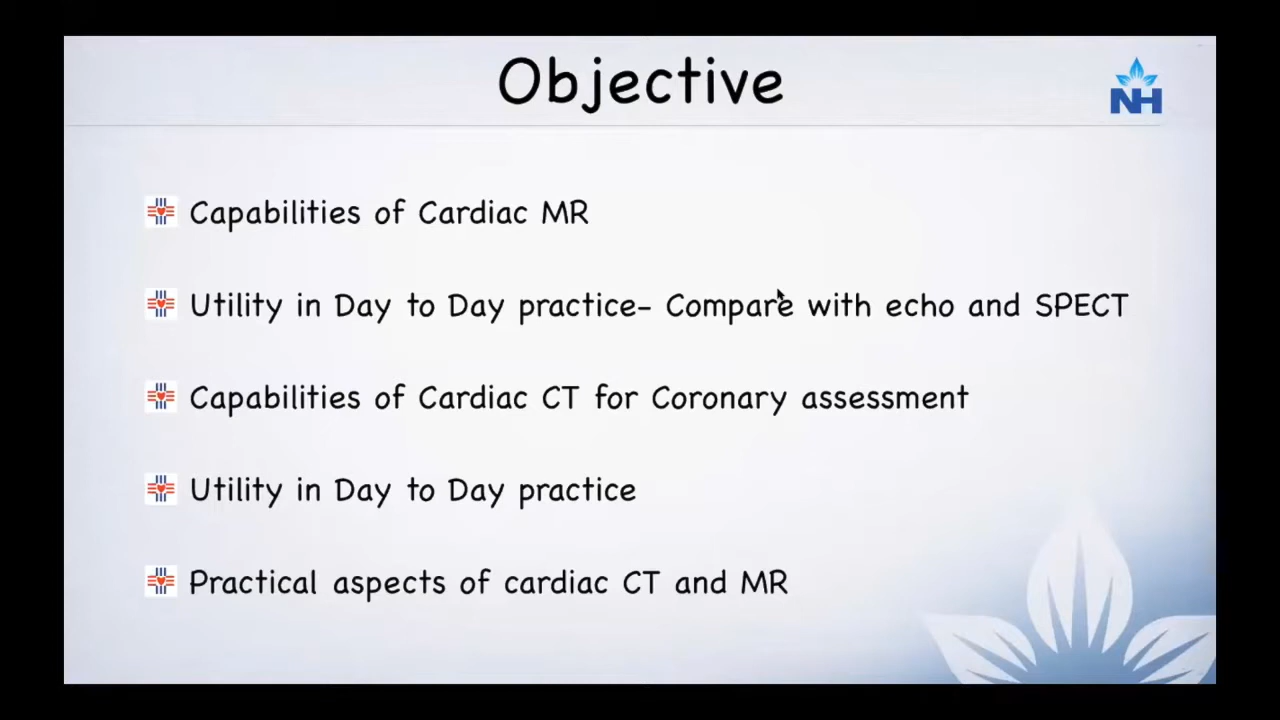 Objective
NH
Capabilities of Cardiac MR
Utility in Day to Day practice- Compare with echo and SPECT
Capabilities of Cardiac CT for Coronary assessment
Utility in Day to Day practice
Practical aspects of cardiac CT and MR